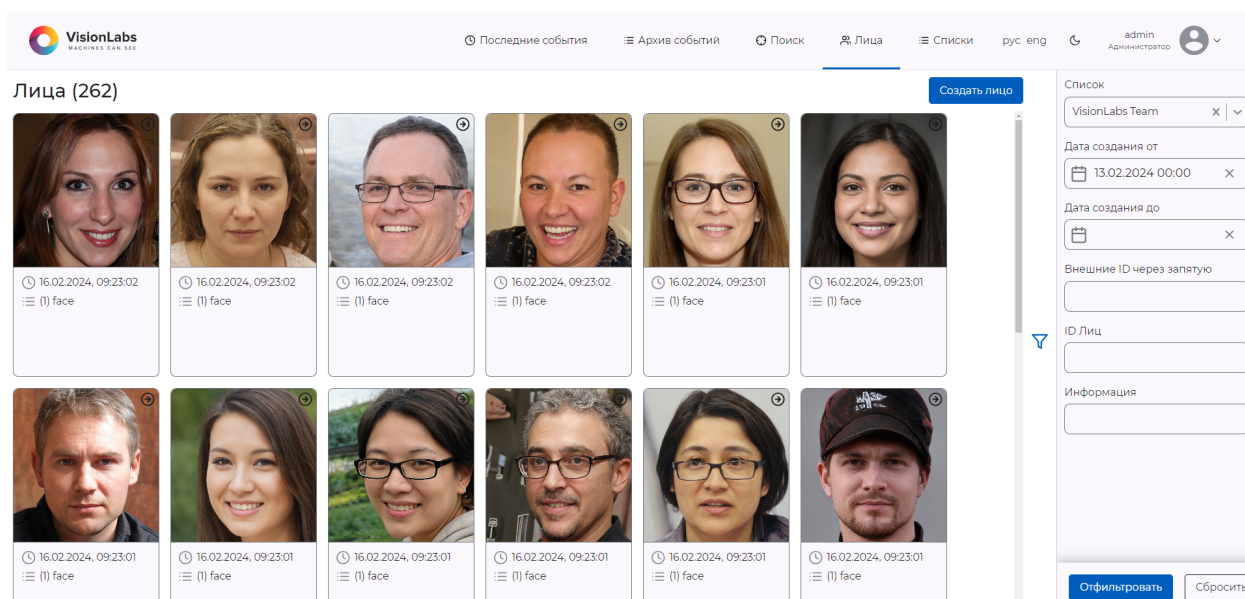 VisionLabs
MACHINES CAN SEE
Последние события
Архив событий
Поиск
Лица
Списки
рус eng
admin
Администратор
Лица (262)
Создать лицо
16.02.2024, 09:23:02
(1) face
16.02.2024, 09:23:02
(1) face
16.02.2024, 09:23:02
(1) face
16.02.2024, 09:23:02
(1) face
16.02.2024, 09:23:01
(1) face
16.02.2024, 09:23:01
(1) face
16.02.2024, 09:23:01
(1) face
16.02.2024, 09:23:01
(1) face
16.02.2024, 09:23:01
(1) face
16.02.2024, 09:23:01
(1) face
16.02.2024, 09:23:01
(1) face
16.02.2024, 09:23:01
(1) face
Список
VisionLabs Team
Дата создания от
13.02.2024 00:00
Дата создания до
Внешние ID через запятую
ID Лиц
Информация
Отфильтровать
Сбросить